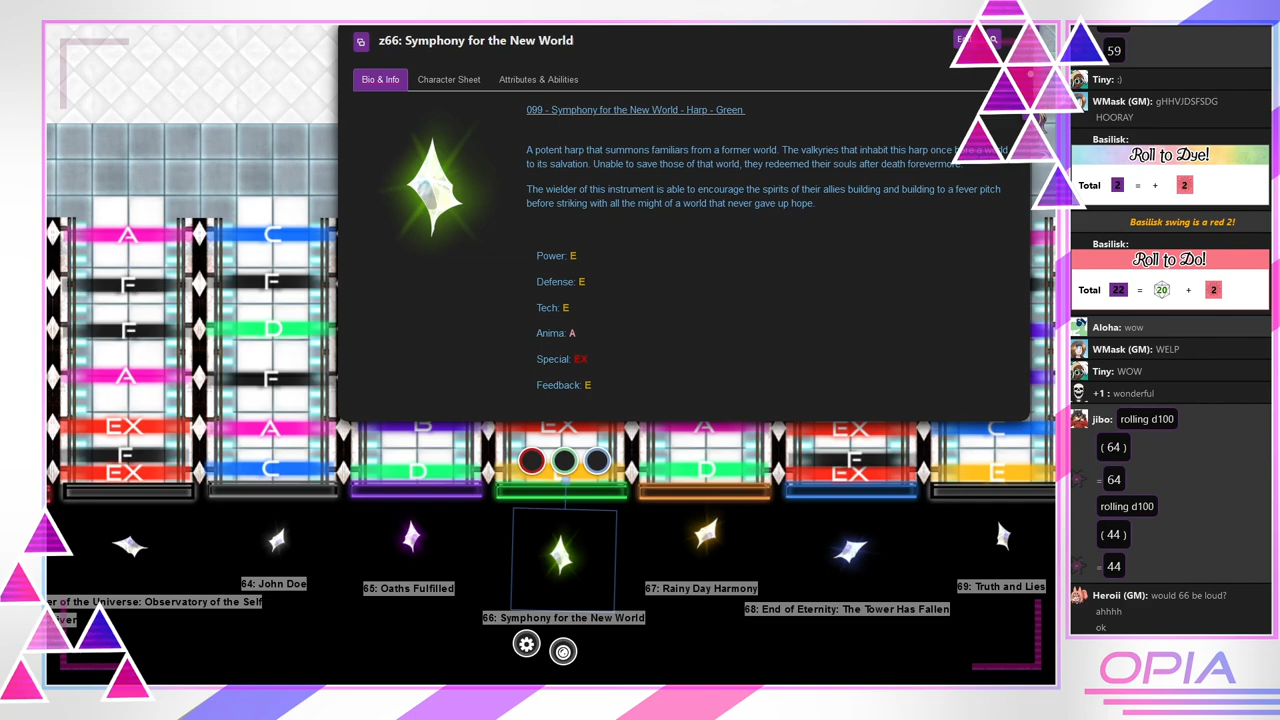 z66: Symphony for the New World
Bio & Info
Character Sheet
Attributes & Abilities
099 - Symphony for the New World - Harp - Green
A potent harp that summons familiars from a former world. The valkyries that inhabit this harp once a world
to its salvation. Unable to save those of that world, they redeemed their souls after death forevermore.
The wielder of this instrument is able to encourage the spirits of their allies building and building to a fever pitch
before striking with all the might of a world that never gave up hope.
Power: E
Defense: E
Tech: E
Anima: A
Special: EX
Feedback: E
A
F
F
A
EX
F
EX
C
F
D
F
A
C
B
D
EX
A
D
EX
F
EX
C
E
er of the Universe: Observatory of the Self
64: John Doe
65: Oaths Fulfilled
66: Symphony for the New World
67: Rainy Day Harmony
68: End of Eternity: The Tower Has Fallen
69: Truth and Lies
59
Tiny: :)
WMask (GM): gHHVJDSFSDG
HOORAY
Basilisk:
Roll to Dye!
Total 2 = + 2
Basilisk swing is a red 2!
Basilisk:
Roll to Do!
Total 22 = 20 + 2
Aloha: wow
WMask (GM): WELP
Tiny: WOW
+1 : wonderful
jibo: rolling d100
( 64 )
= 64
rolling d100
( 44 )
= 44
Heroii (GM): would 66 be loud?
ahhhh
ok
OPIA